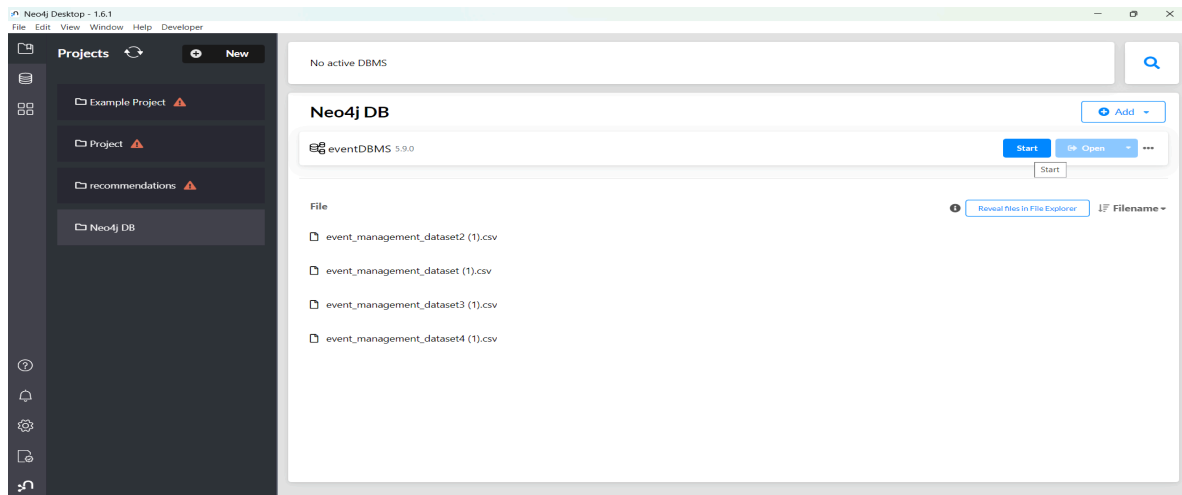 Neo4j Desktop - 1.6.1
File Edit View Window Help Developer
Projects
New
Example Project
Project
recommendations
Neo4j DB
No active DBMS
Neo4j DB
Add
eventDBMS 5.9.0
Start
Open
Start
File
Reveal files in File Explorer
Filename
event_management_dataset2 (1).csv
event_management_dataset (1).csv
event_management_dataset3 (1).csv
event_management_dataset4 (1).csv